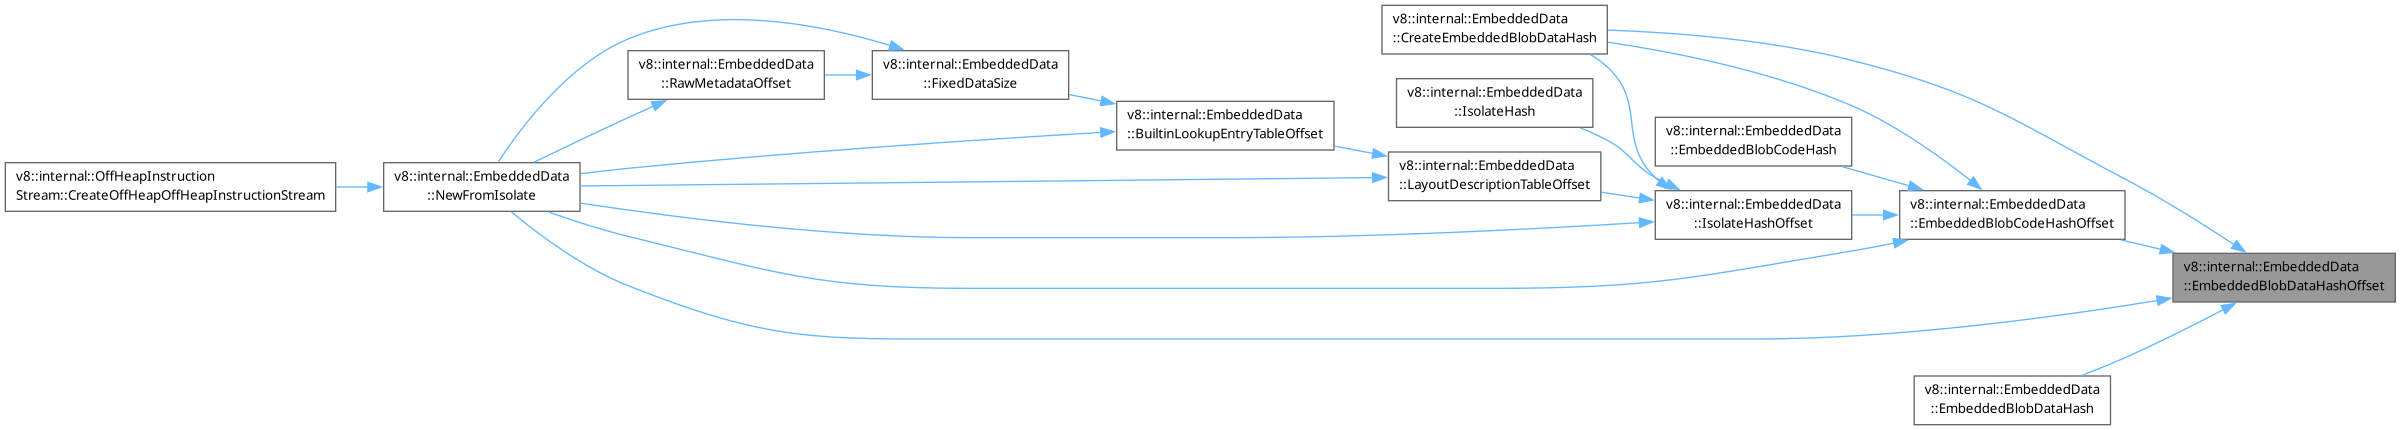 v8::internal::EmbeddedData
::CreateEmbeddedBlobDataHash
v8::internal::EmbeddedData
::RawMetadataOffset
v8::internal::EmbeddedData
::FixedDataSize
v8::internal::EmbeddedData
::IsolateHash
v8::internal::EmbeddedData
::BuiltinLookupEntryTableOffset
v8::internal::EmbeddedData
::EmbeddedBlobCodeHash
v8::internal::OffHeapInstruction
Stream::CreateOffHeapOffHeapInstructionStream
v8::internal::EmbeddedData
::NewFromIsolate
v8::internal::EmbeddedData
::LayoutDescriptionTableOffset
v8::internal::EmbeddedData
::IsolateHashOffset
v8::internal::EmbeddedData
::EmbeddedBlobCodeHashOffset
v8::internal::EmbeddedData
::EmbeddedBlobDataHashOffset
v8::internal::EmbeddedData
::EmbeddedBlobDataHash